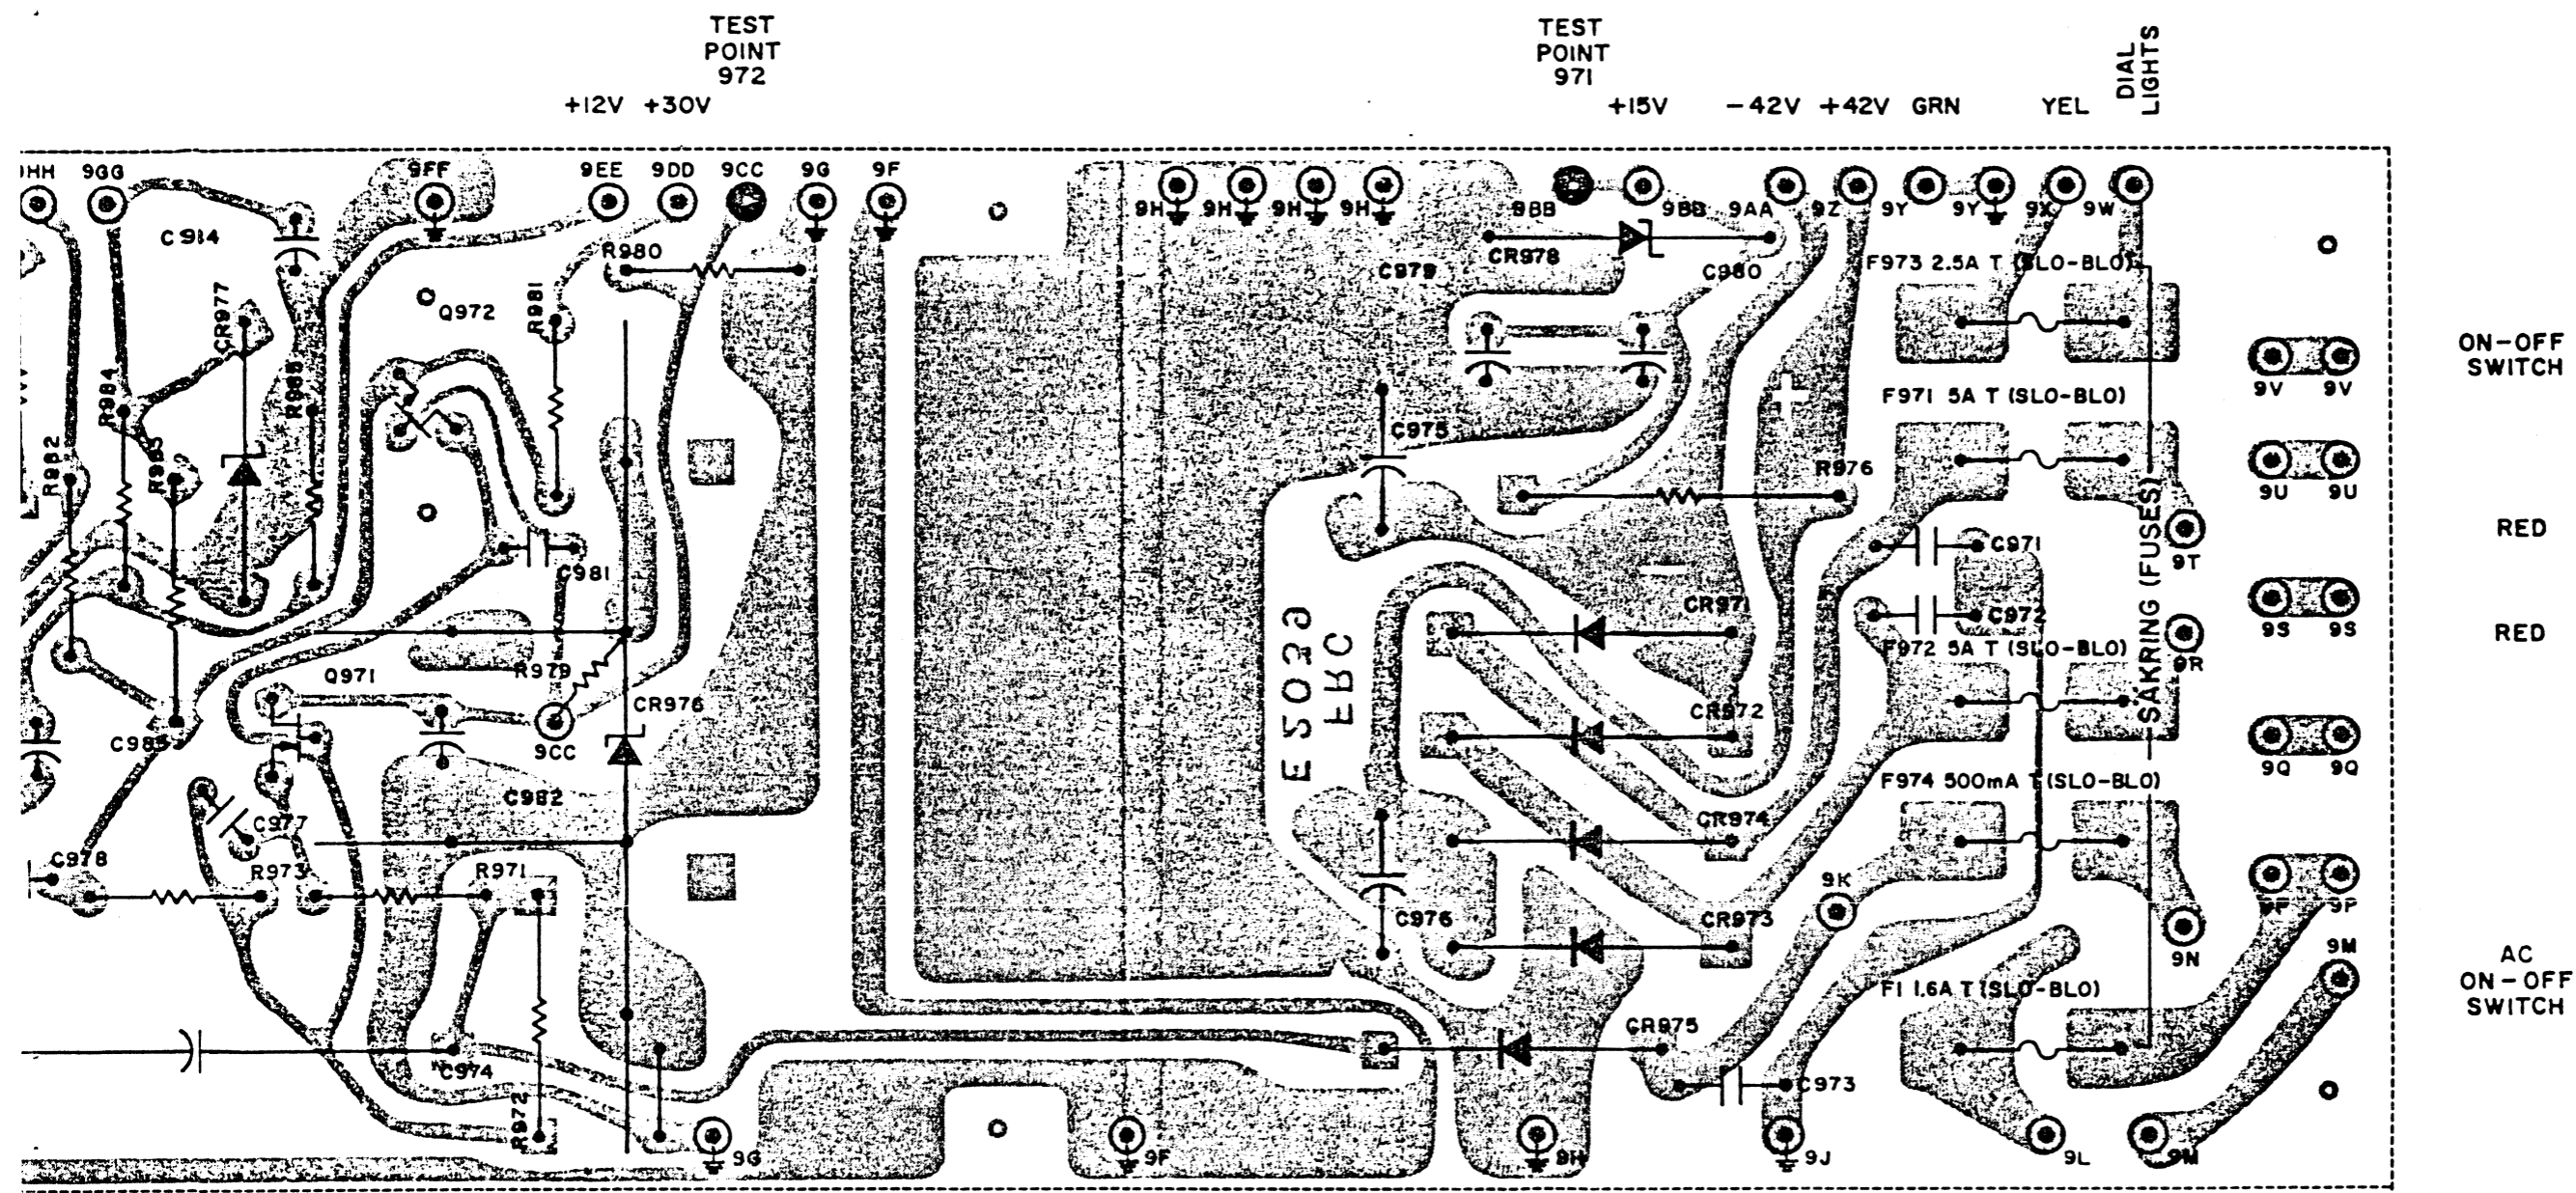 TEST
POINT
972
TEST
POINT
971
DIAL
LIGHTS
+12V +30V
+15V -42V +42V GRN YEL
9GG 9FF 9EE 9DD 9CC 9G 9F
9H 9H 9H 9H 9BB 9BB 9AA 9Z 9Y 9Y 9X 9W
C914
R980
CR978
C979
C980
F973 2.5A T (SLO-BLO)
CR977
Q972
R981
ON-OFF
SWITCH
9V 9V
R984
R985
F971 5A T (SLO-BLO)
C975
R982
R983
R976
9U 9U
C981
C971
9T
RED
E2039
FRC
CR971
C972
9S 9S
RED
F972 5A T (SLO-BLO)
9R
SÄKRING (FUSES)
Q971
R979
CR976
CR972
C985
9CC
9Q 9Q
F974 500mA T (SLO-BLO)
C982
C977
CR974
C978
R973
R971
9K
9P 9P
C976
CR973
9N
9M
AC
ON-OFF
SWITCH
F1 1.6A T (SLO-BLO)
CR975
C974
C973
R972
9G
9F
9H
9J
9L
9M